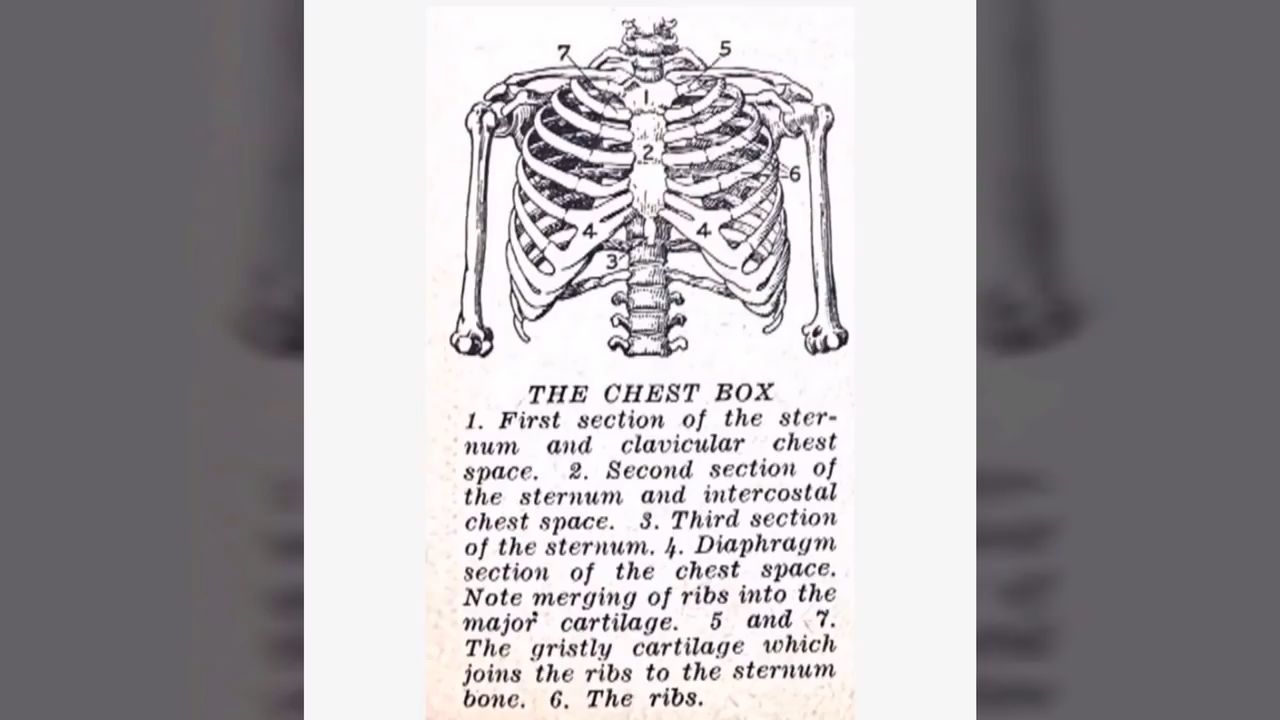 7 5
1
2
6
4 4
3
THE CHEST BOX
1. First section of the ster-
num and clavicular chest
space. 2. Second section of
the sternum and intercostal
chest space. 3. Third section
of the sternum. 4. Diaphragm
section of the chest space.
Note merging of ribs into the
major cartilage. 5 and 7.
The gristly cartilage which
joins the ribs to the sternum
bone. 6. The ribs.